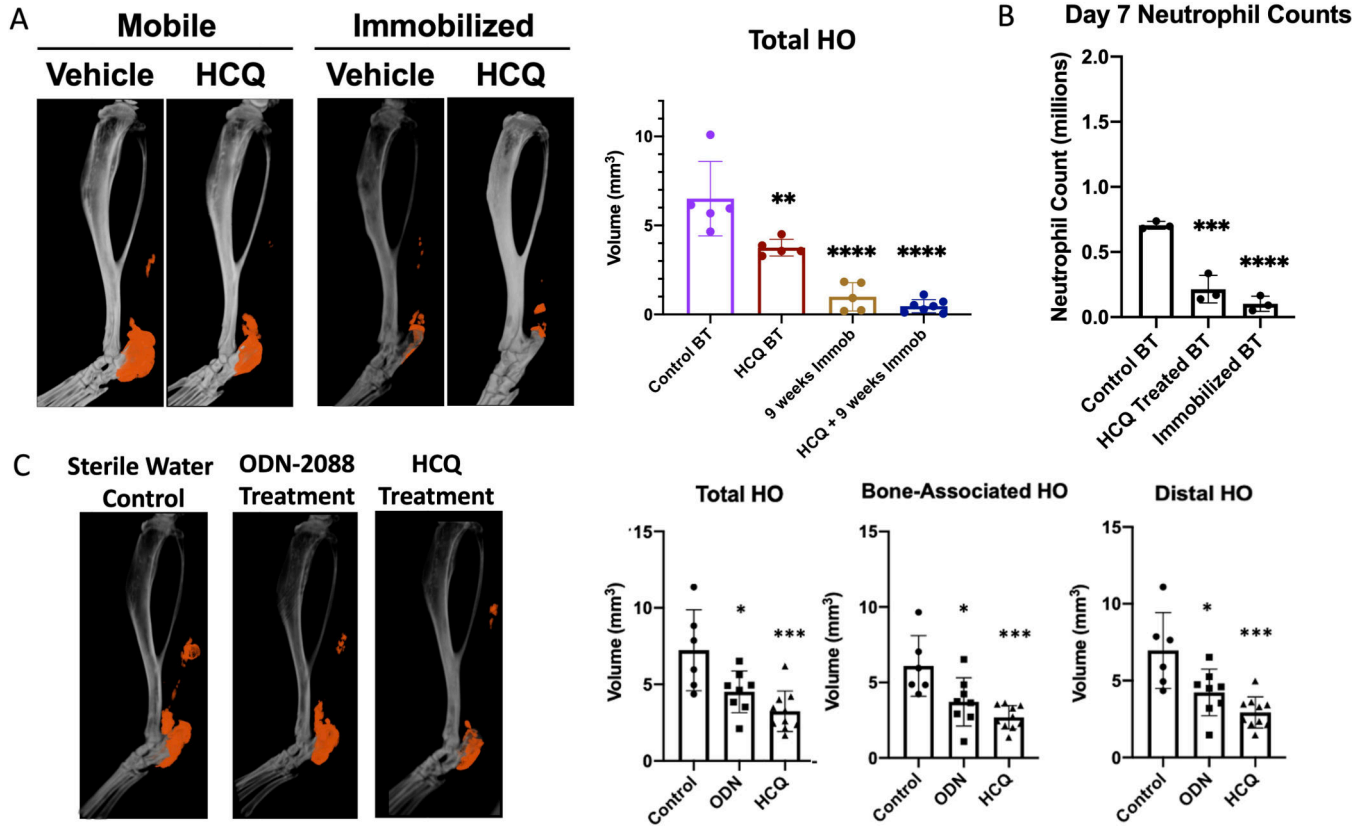 A
Mobile
Immobilized
Vehicle
HCQ
Vehicle
HCQ
Total HO
Volume (mm³)
10
5
0
Control BT
HCQ BT
9 weeks Immob
HCQ + 9 weeks Immob
**
****
****
B
Day 7 Neutrophil Counts
Neutrophil Count (millions)
2.0
1.5
1.0
0.5
0.0
Control BT
HCQ Treated BT
Immobilized BT
***
****
C
Sterile Water
Control
ODN-2088
Treatment
HCQ
Treatment
Total HO
Volume (mm³)
15
10
5
0
Control
ODN
HCQ
*
***
Bone-Associated HO
Volume (mm³)
15
10
5
0
Control
ODN
HCQ
*
***
Distal HO
Volume (mm³)
15
10
5
0
Control
ODN
HCQ
*
***